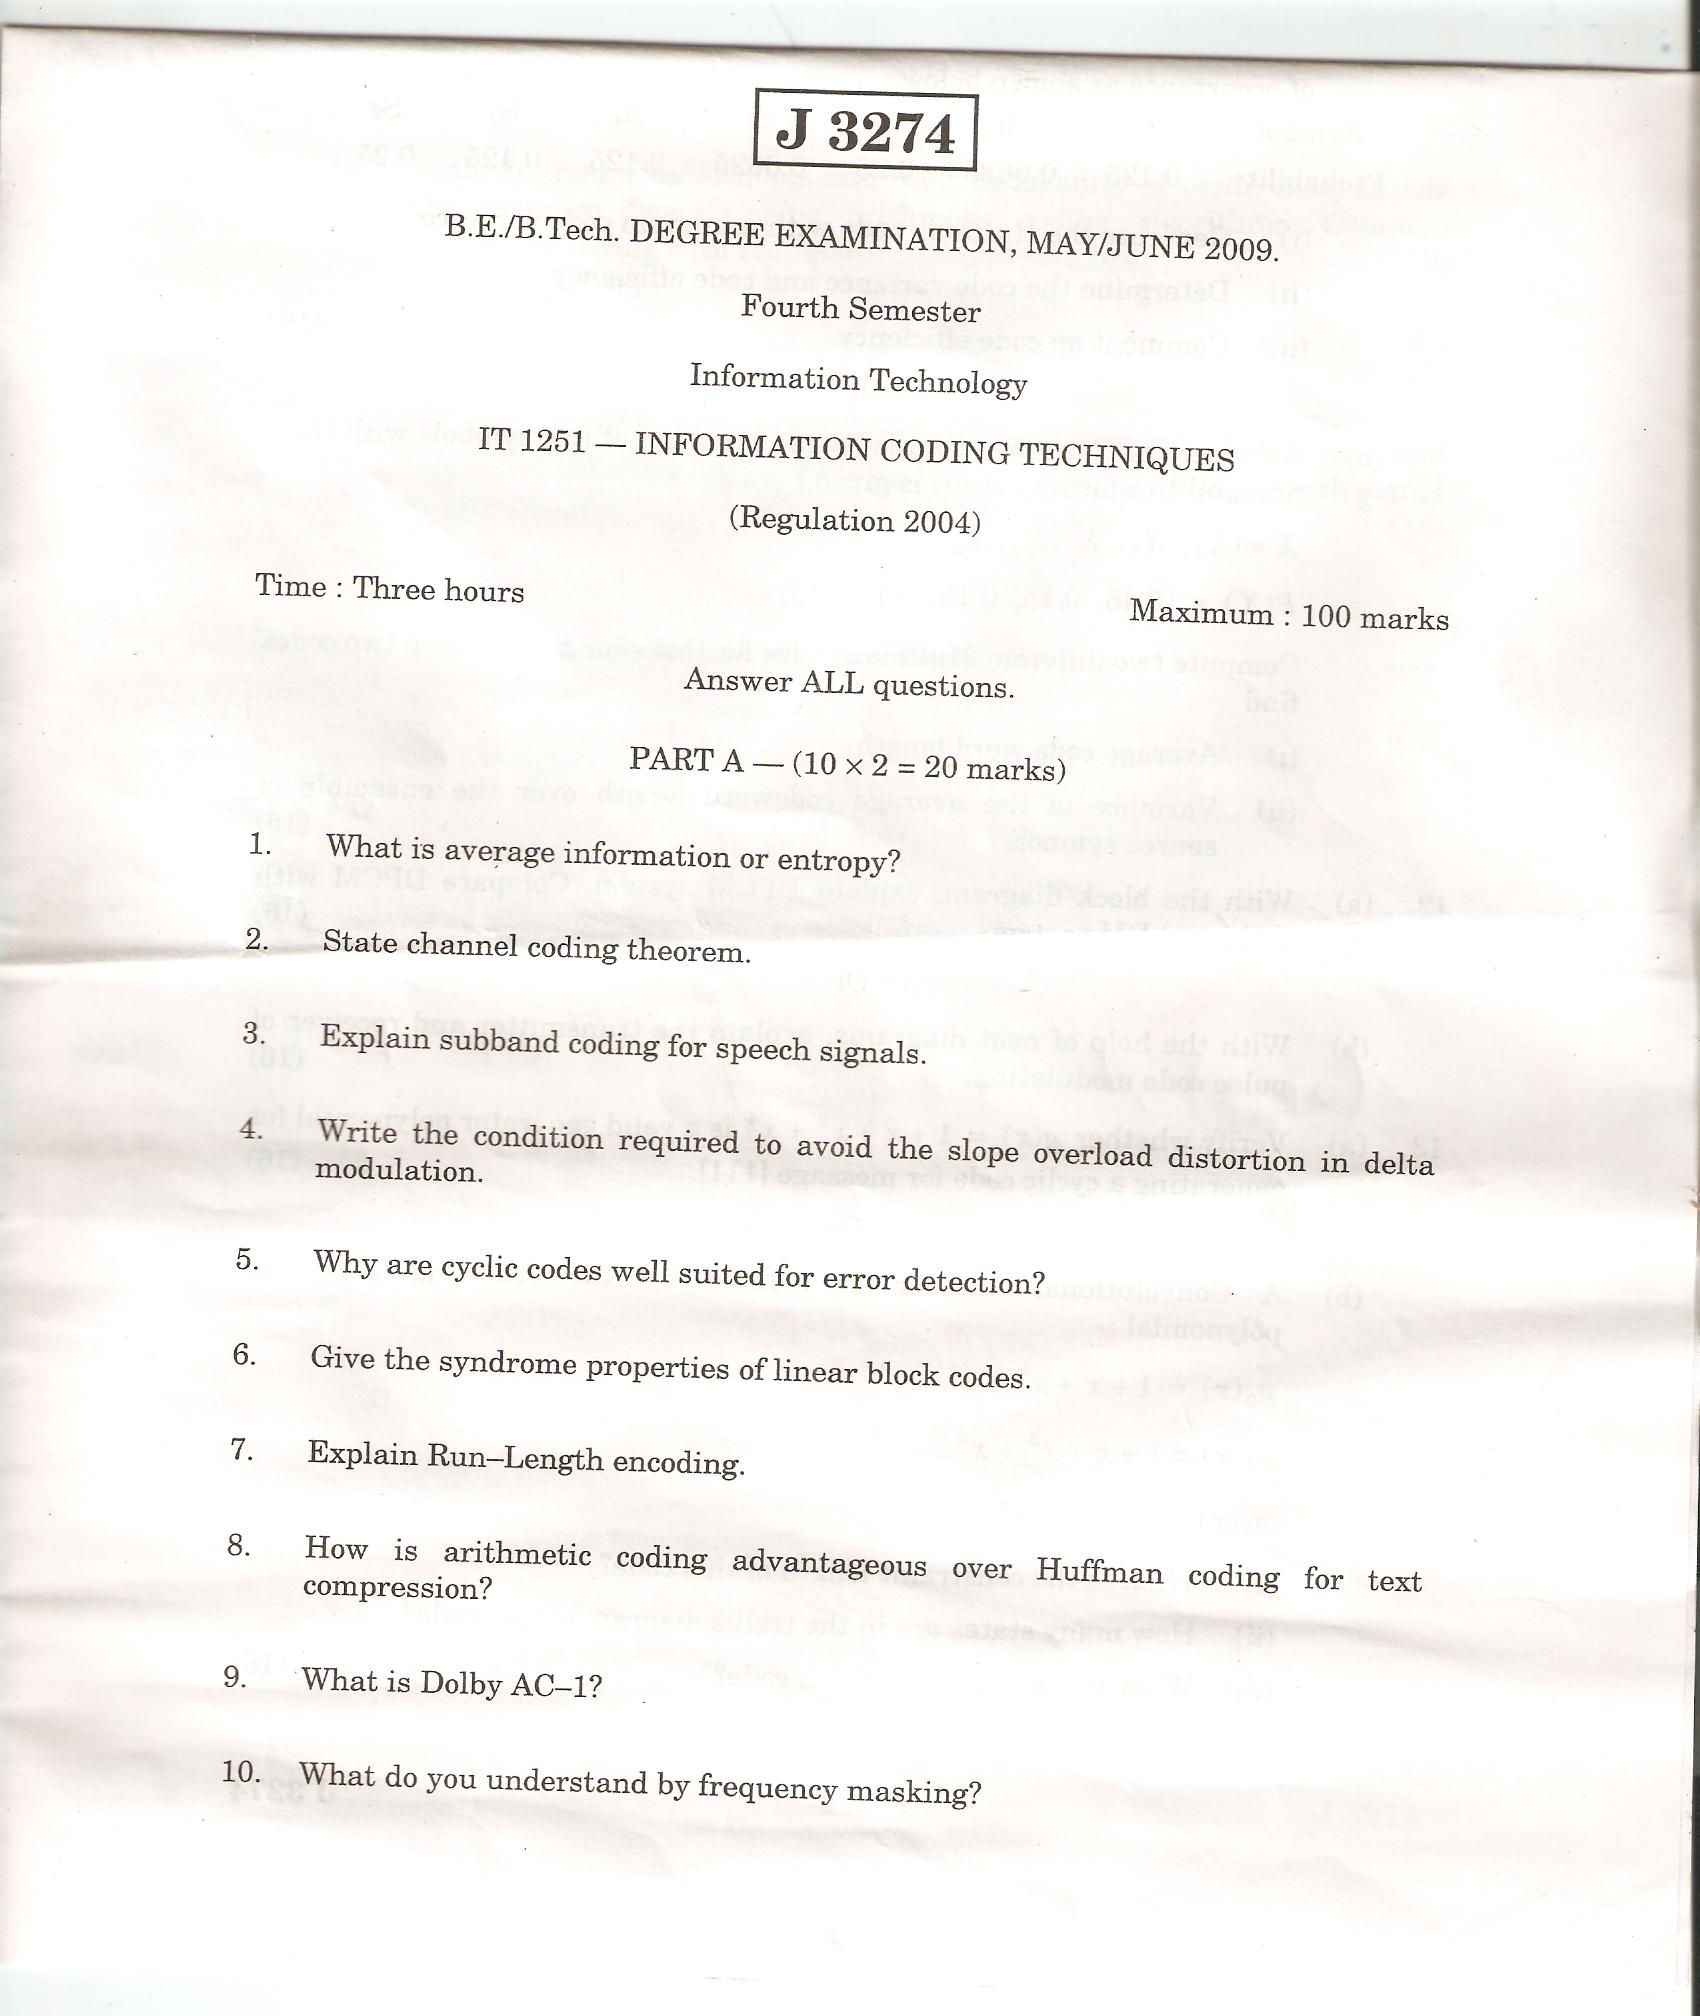 J 3274
B.E./B.Tech. DEGREE EXAMINATION, MAY/JUNE 2009.
Fourth Semester
Information Technology
IT 1251 — INFORMATION CODING TECHNIQUES
(Regulation 2004)
Time : Three hours
Maximum : 100 marks
Answer ALL questions.
PART A — (10 × 2 = 20 marks)
1. What is average information or entropy?
2. State channel coding theorem.
3. Explain subband coding for speech signals.
4. Write the condition required to avoid the slope overload distortion in delta
modulation.
5. Why are cyclic codes well suited for error detection?
6. Give the syndrome properties of linear block codes.
7. Explain Run–Length encoding.
8. How is arithmetic coding advantageous over Huffman coding for text
compression?
9. What is Dolby AC–1?
10. What do you understand by frequency masking?